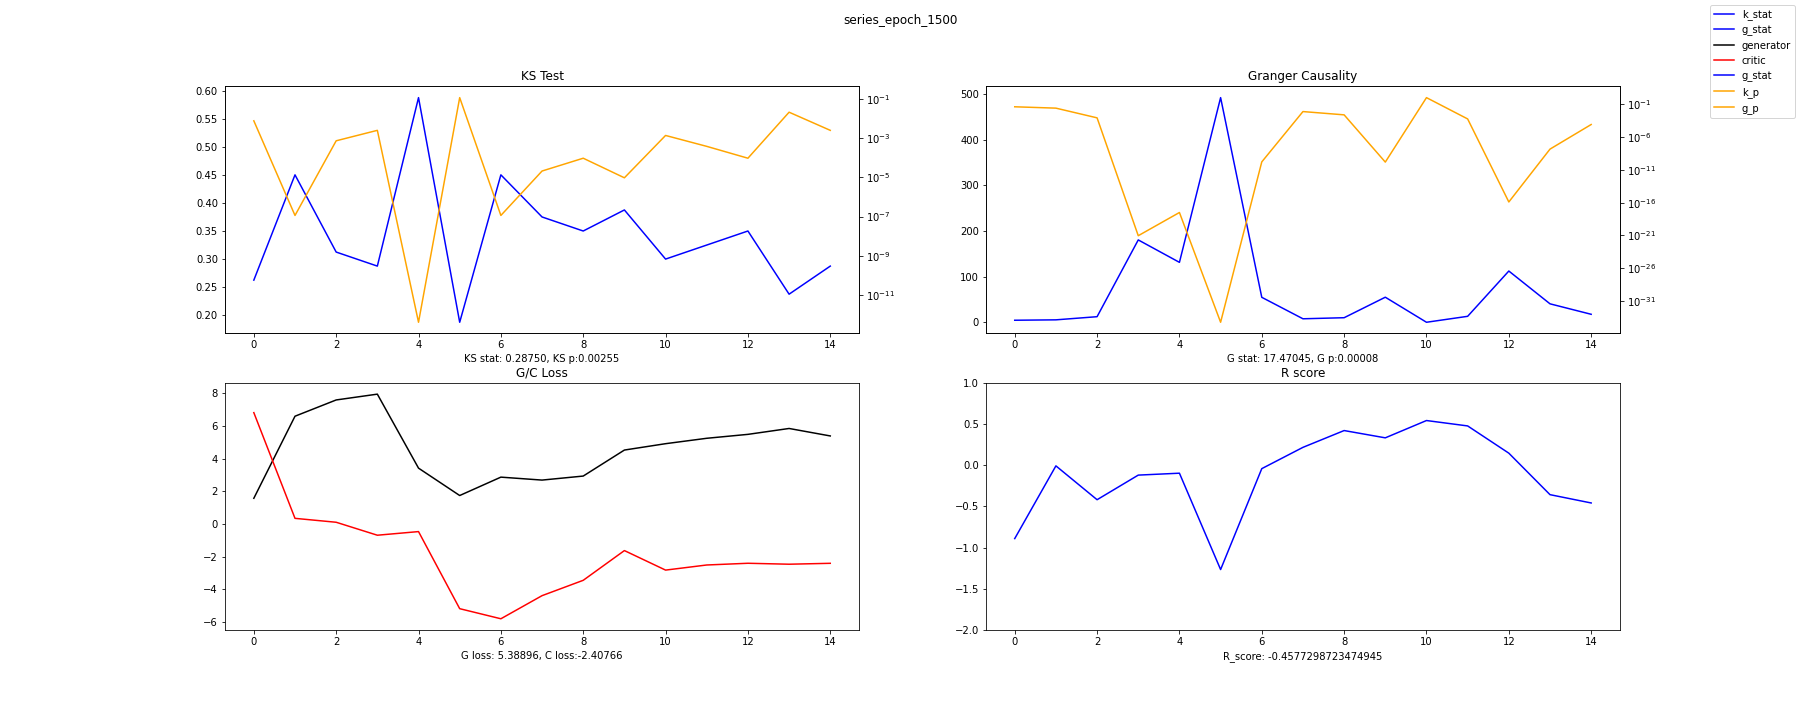 series_epoch_1500
k_stat
g_stat
generator
critic
g_stat
k_p
g_p
KS Test
0.60
0.55
0.50
0.45
0.40
0.35
0.30
0.25
0.20
10⁻¹
10⁻³
10⁻⁵
10⁻⁷
10⁻⁹
10⁻¹¹
0 2 4 6 8 10 12 14
KS stat: 0.28750, KS p:0.00255
Granger Causality
500
400
300
200
100
0
10⁻¹
10⁻⁶
10⁻¹¹
10⁻¹⁶
10⁻²¹
10⁻²⁶
10⁻³¹
0 2 4 6 8 10 12 14
G stat: 17.47045, G p:0.00008
G/C Loss
8
6
4
2
0
−2
−4
−6
0 2 4 6 8 10 12 14
G loss: 5.38896, C loss:-2.40766
R score
1.0
0.5
0.0
−0.5
−1.0
−1.5
−2.0
0 2 4 6 8 10 12 14
R_score: -0.4577298723474945